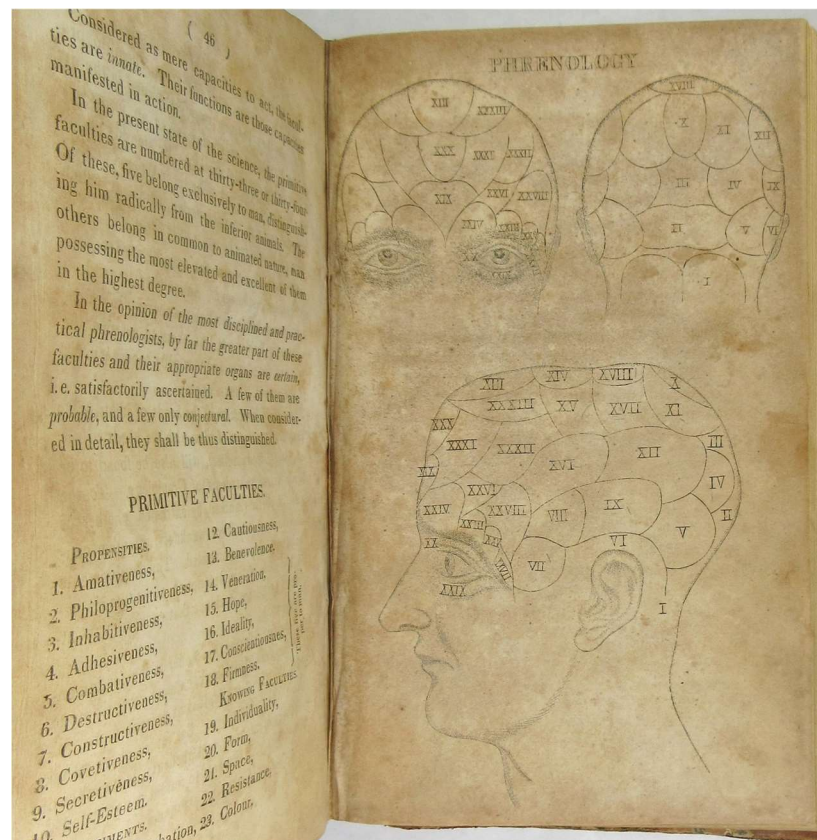 ( 46 )
Considered as mere capacities to act, the facul-
ties are innate. Their functions are those capacities
manifested in action.
In the present state of the science, the primitive
faculties are numbered at thirty-three or thirty-four.
Of these, five belong exclusively to man, distinguish-
ing him radically from the inferior animals. The
others belong in common to animated nature, man
possessing the most elevated and excellent of them
in the highest degree.
In the opinion of the most disciplined and prac-
tical phrenologists, by far the greater part of these
faculties and their appropriate organs are certain,
i.e. satisfactorily ascertained. A few of them are
probable, and a few only conjectural. When consider-
ed in detail, they shall be thus distinguished.
PRIMITIVE FACULTIES.
PROPENSITIES.
1. Amativeness,
2. Philoprogenitiveness,
3. Inhabitiveness,
4. Adhesiveness,
5. Combativeness,
6. Destructiveness,
7. Constructiveness,
8. Covetiveness,
9. Secretiveness,
10. Self-Esteem.
12. Cautiousness,
13. Benevolence,
14. Veneration,
15. Hope,
16. Ideality,
17. Conscientiousness,
18. Firmness.
These five are
KNOWING FACULTIES.
19. Individuality,
20. Form,
21. Space,
22. Resistance,
23. Colour,
PHRENOLOGY
XIII XXXIII
XXX XXXI XXXII
XIX XXVI XXVIII
XXIV XXIII
XX
XVIII
X XI XII
III IV IX
II V VI
I
XIII XIV XVIII X
XXXIII XV XVII XI
XXX
XXXI XXXII XVI XII III
XIX IV
XXVI IX II
XXIV XXVIII VIII V
XXIII
XX VI
VII
XXIX
I